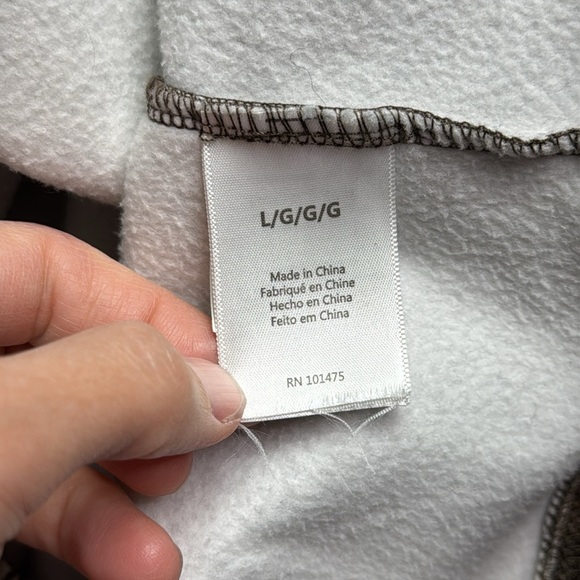 L/G/G/G
Made in China
Fabriqué en Chine
Hecho en China
Feito em China
RN 101475